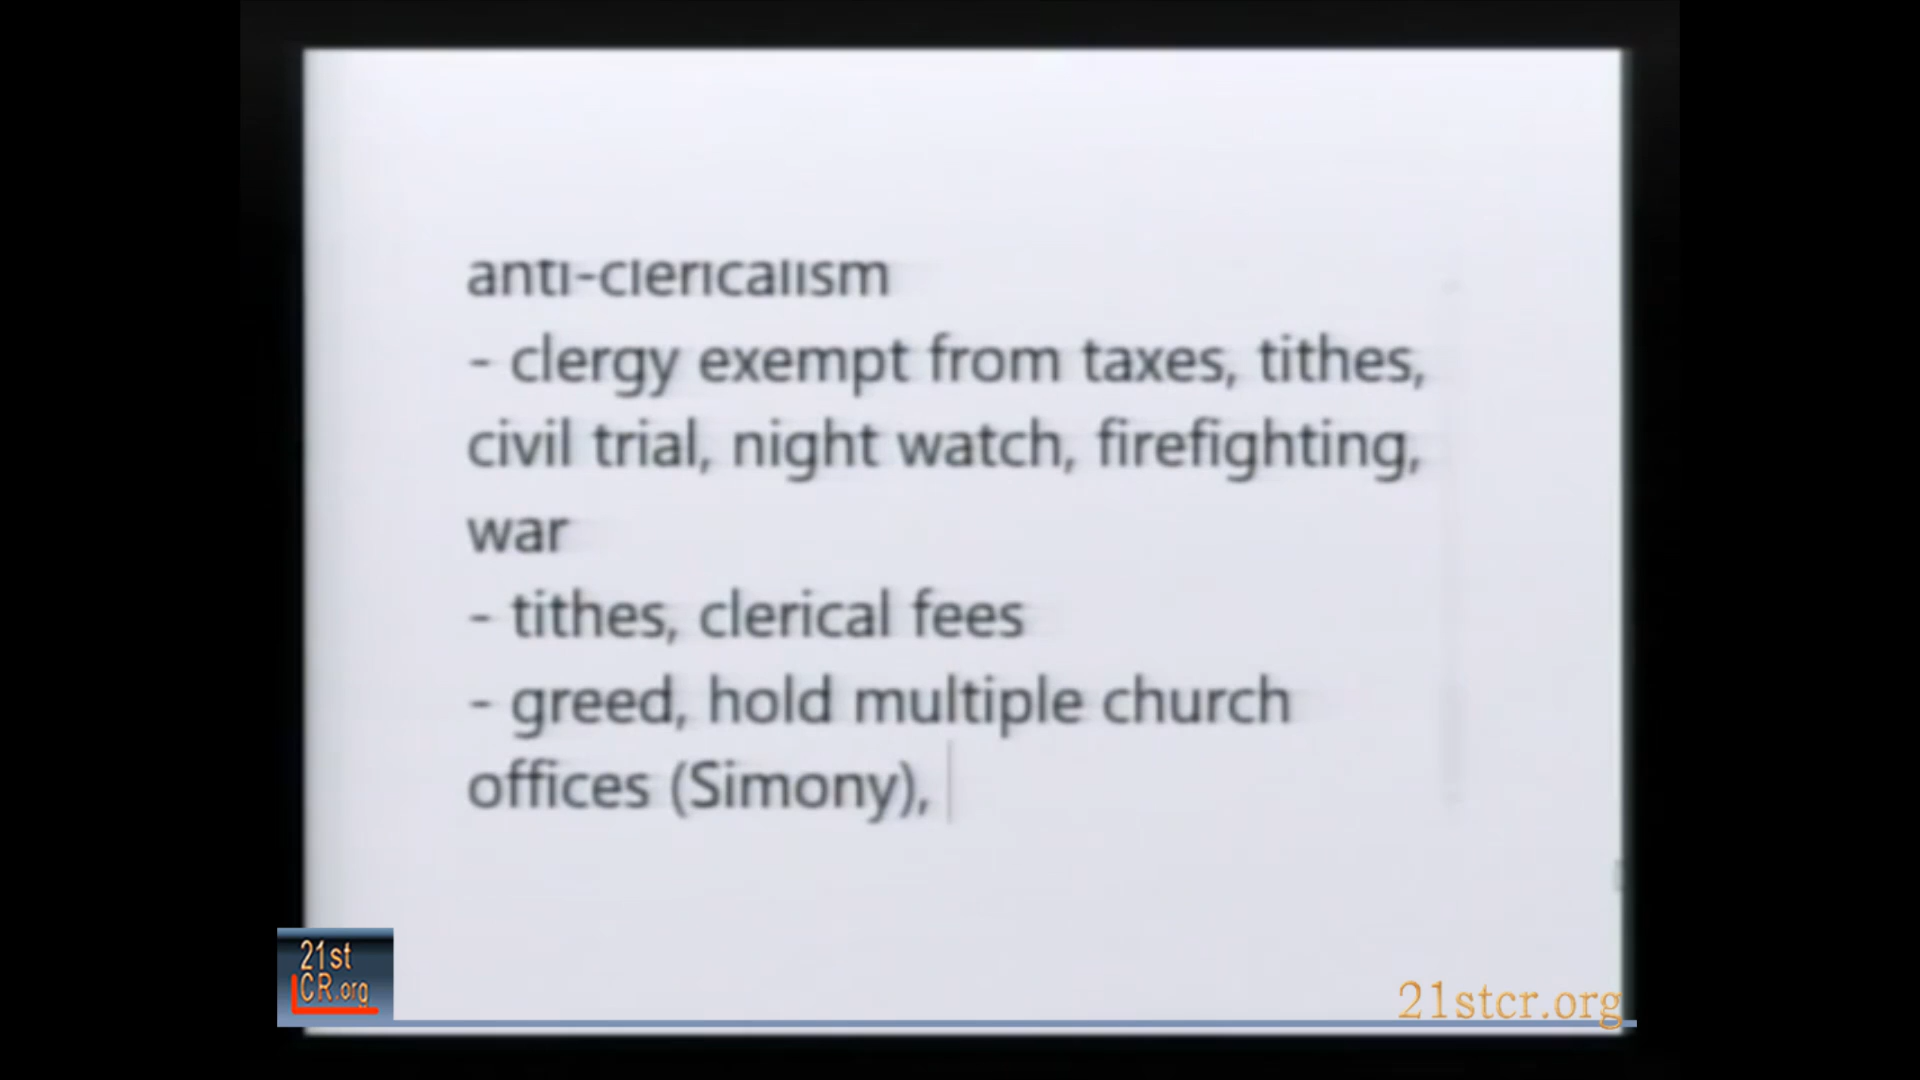 anti-clericalism
- clergy exempt from taxes, tithes,
civil trial, night watch, firefighting,
war
- tithes, clerical fees
- greed, hold multiple church
offices (Simony),
21st
CR.org
21stcr.org